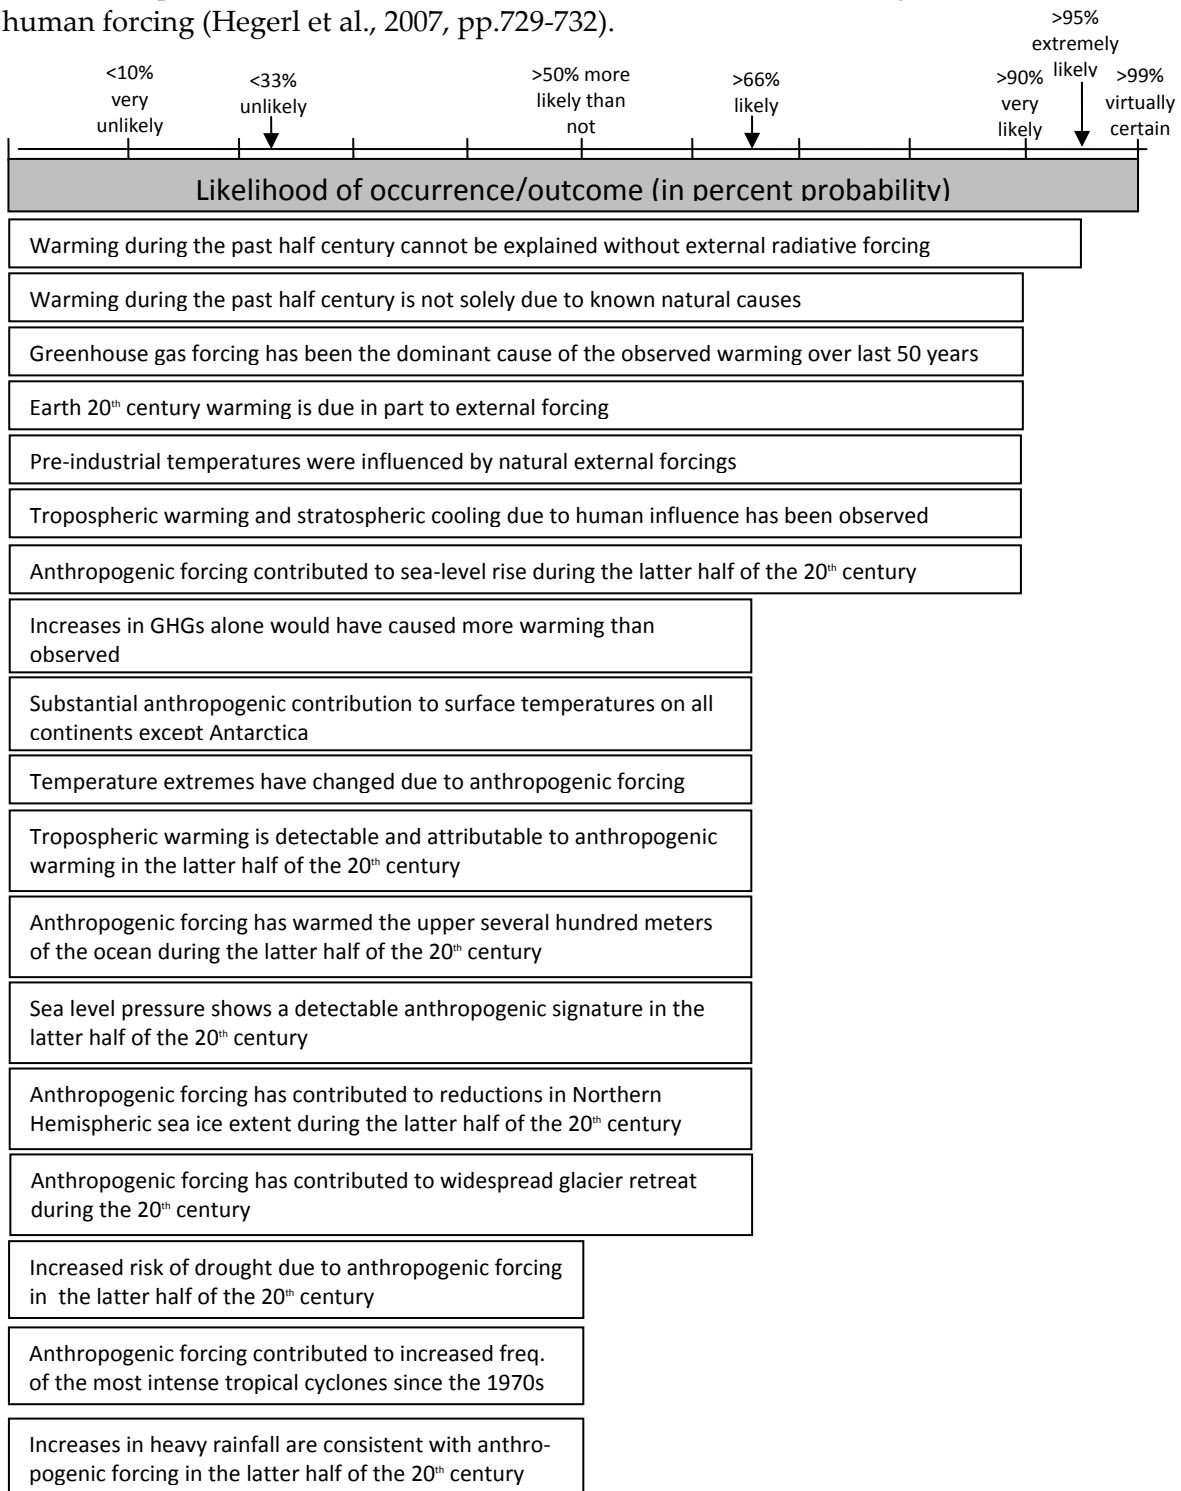 human forcing (Hegerl et al., 2007, pp.729-732).
<10%
very
unlikely
<33%
unlikely
>50% more
likely than
not
>66%
likely
>90%
very
likely
>95%
extremely
likely
>99%
virtually
certain
Likelihood of occurrence/outcome (in percent probability)
Warming during the past half century cannot be explained without external radiative forcing
Warming during the past half century is not solely due to known natural causes
Greenhouse gas forcing has been the dominant cause of the observed warming over last 50 years
Earth 20th century warming is due in part to external forcing
Pre-industrial temperatures were influenced by natural external forcings
Tropospheric warming and stratospheric cooling due to human influence has been observed
Anthropogenic forcing contributed to sea-level rise during the latter half of the 20th century
Increases in GHGs alone would have caused more warming than
observed
Substantial anthropogenic contribution to surface temperatures on all
continents except Antarctica
Temperature extremes have changed due to anthropogenic forcing
Tropospheric warming is detectable and attributable to anthropogenic
warming in the latter half of the 20th century
Anthropogenic forcing has warmed the upper several hundred meters
of the ocean during the latter half of the 20th century
Sea level pressure shows a detectable anthropogenic signature in the
latter half of the 20th century
Anthropogenic forcing has contributed to reductions in Northern
Hemispheric sea ice extent during the latter half of the 20th century
Anthropogenic forcing has contributed to widespread glacier retreat
during the 20th century
Increased risk of drought due to anthropogenic forcing
in the latter half of the 20th century
Anthropogenic forcing contributed to increased freq.
of the most intense tropical cyclones since the 1970s
Increases in heavy rainfall are consistent with anthro-
pogenic forcing in the latter half of the 20th century